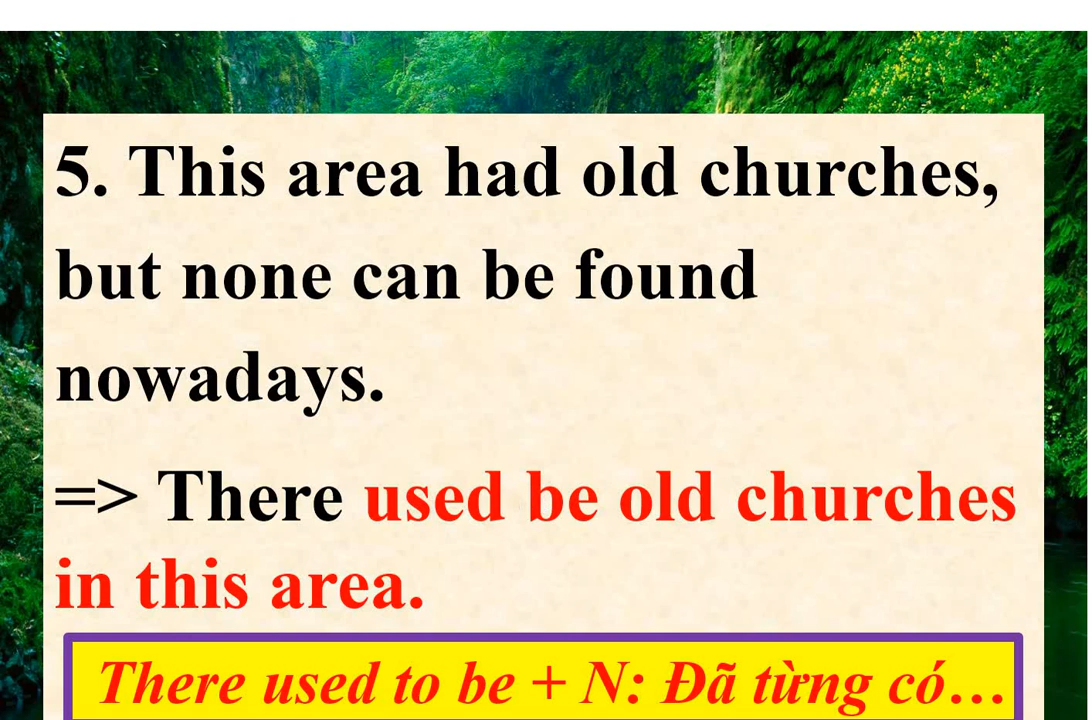 5. This area had old churches,
but none can be found
nowadays.
=> There used be old churches
in this area.
There used to be + N: Đã từng có…